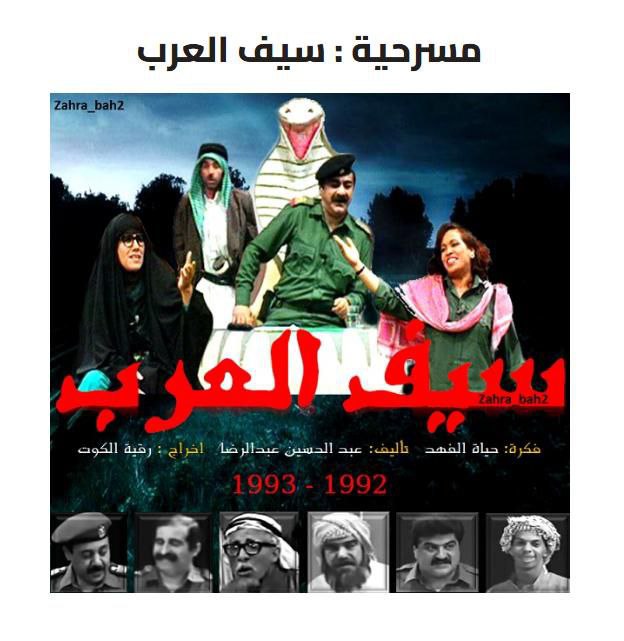 مسرحية : سيف العرب
Zahra_bah2
سيف العرب
Zahra_bah2
فكرة: حياة الفهد تأليف: عبد الحسين عبدالرضا اخراج : رقية الكوت
1992 - 1993